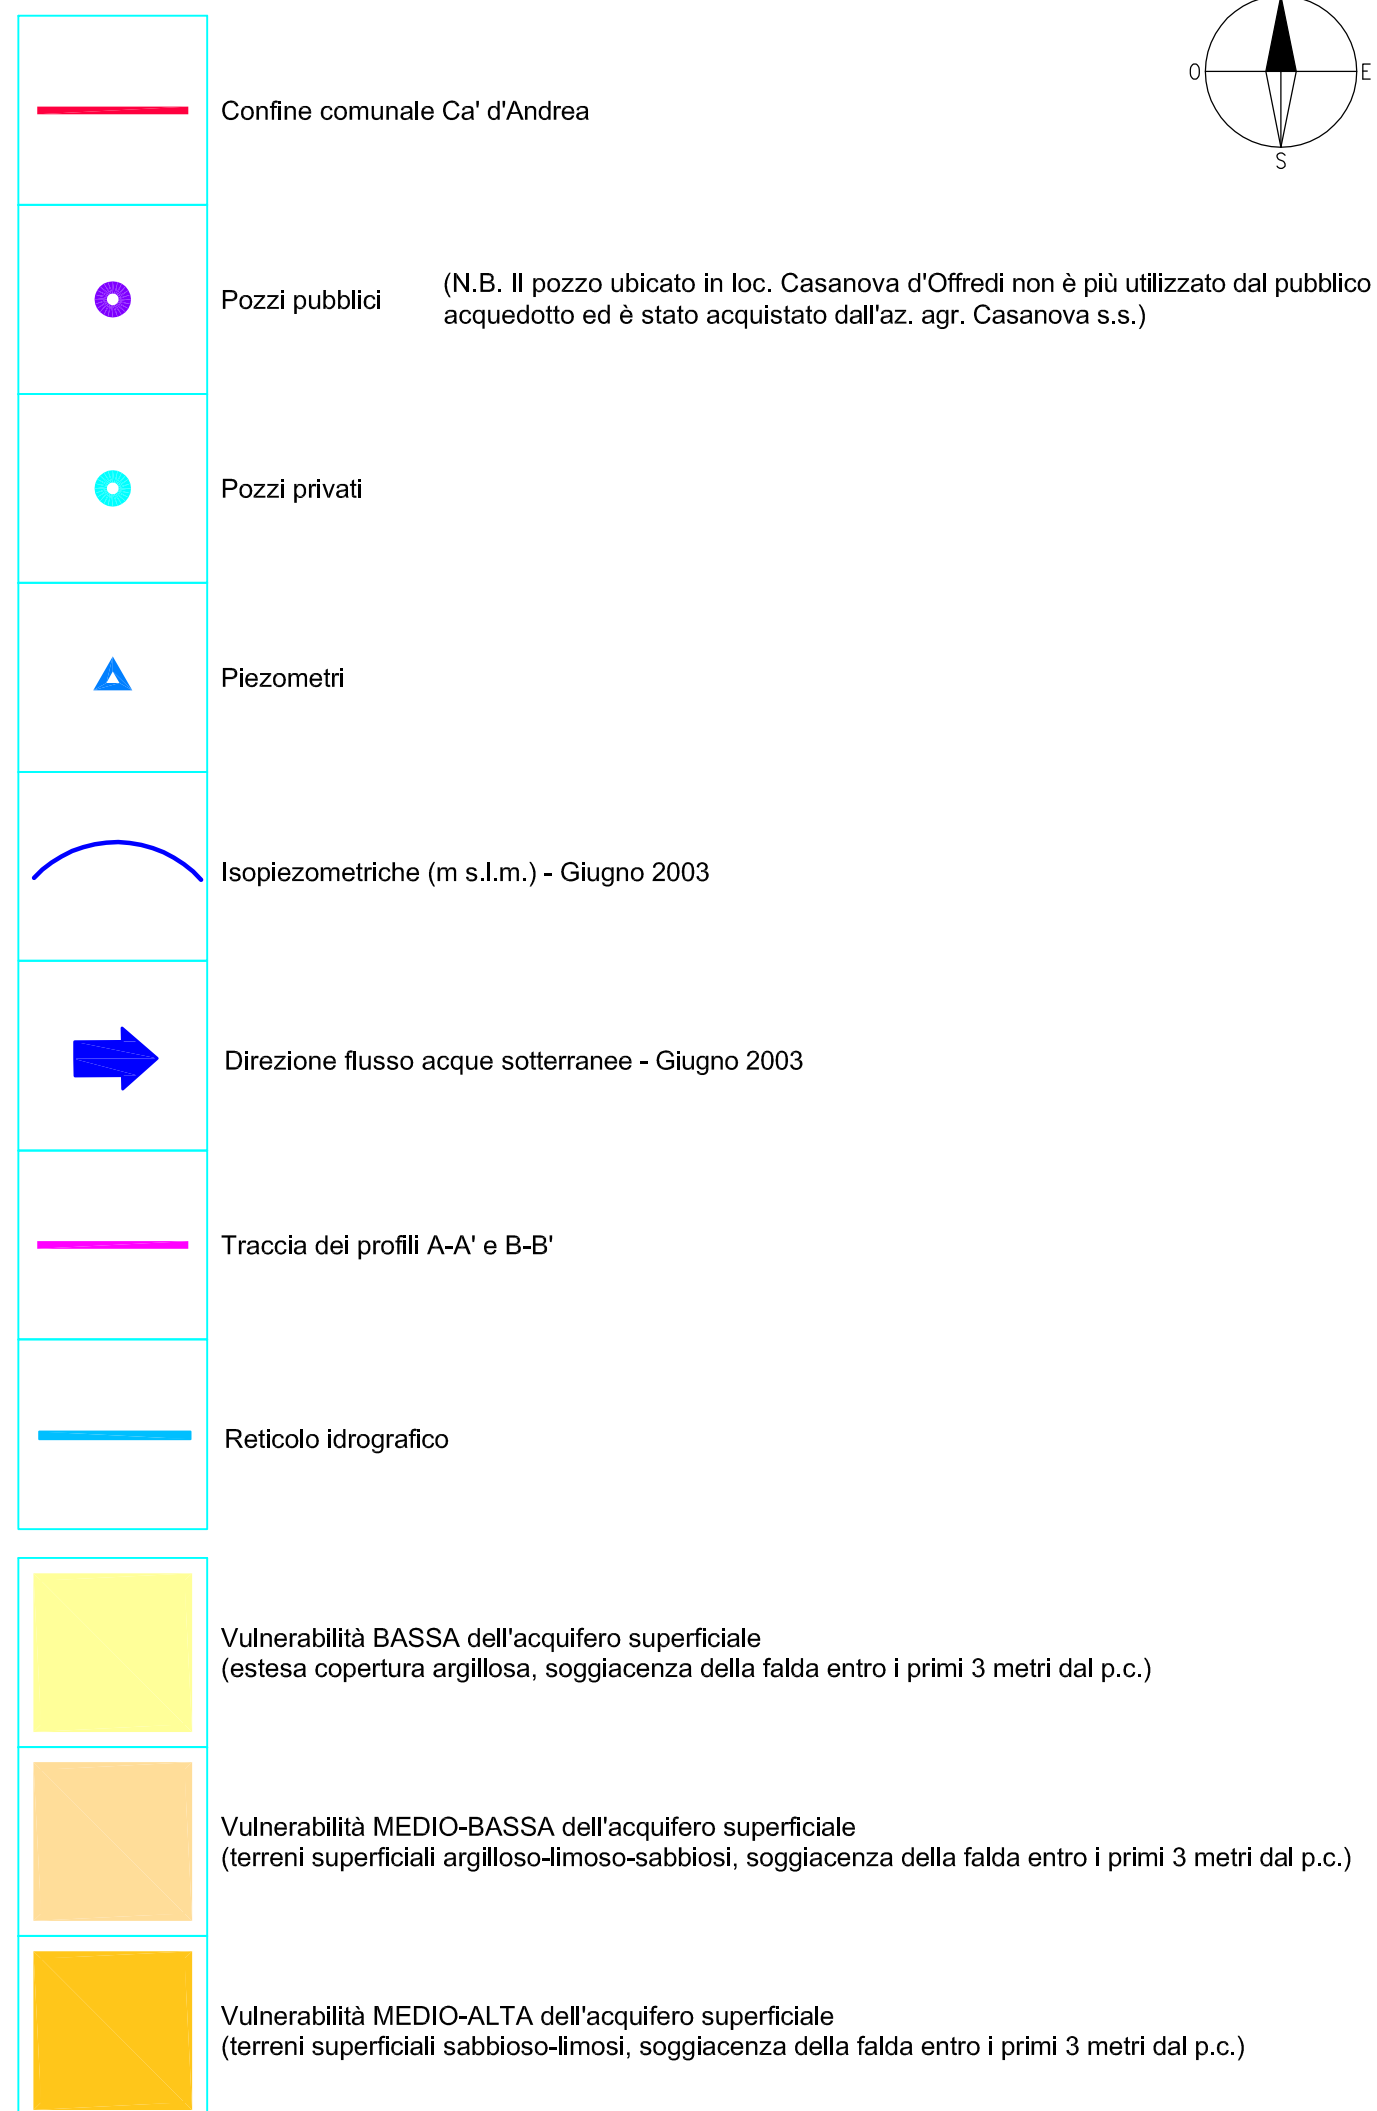 O
E
S
Confine comunale Ca' d'Andrea
Pozzi pubblici
(N.B. Il pozzo ubicato in loc. Casanova d'Offredi non è più utilizzato dal pubblico
acquedotto ed è stato acquistato dall'az. agr. Casanova s.s.)
Pozzi privati
Piezometri
Isopiezometriche (m s.l.m.) - Giugno 2003
Direzione flusso acque sotterranee - Giugno 2003
Traccia dei profili A-A' e B-B'
Reticolo idrografico
Vulnerabilità BASSA dell'acquifero superficiale
(estesa copertura argillosa, soggiacenza della falda entro i primi 3 metri dal p.c.)
Vulnerabilità MEDIO-BASSA dell'acquifero superficiale
(terreni superficiali argilloso-limoso-sabbiosi, soggiacenza della falda entro i primi 3 metri dal p.c.)
Vulnerabilità MEDIO-ALTA dell'acquifero superficiale
(terreni superficiali sabbioso-limosi, soggiacenza della falda entro i primi 3 metri dal p.c.)